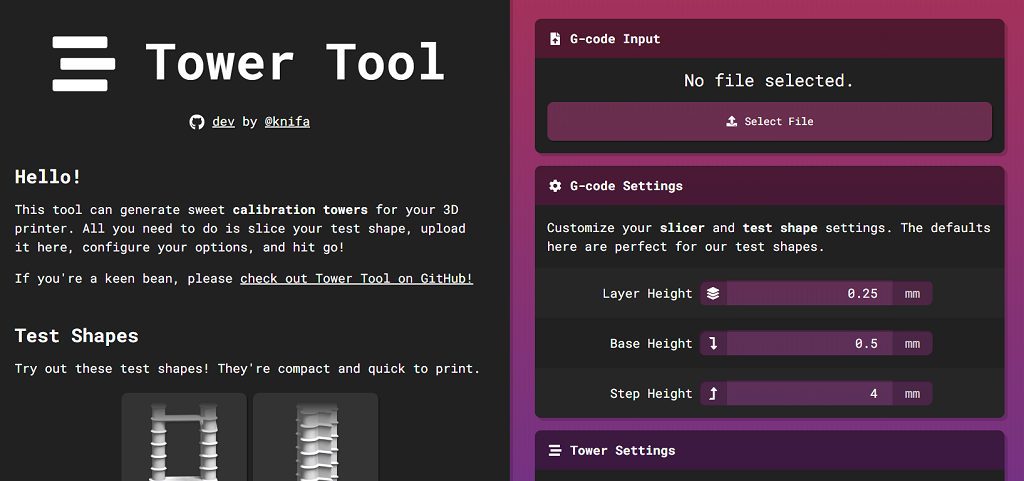 Tower Tool
dev by @knifa
Hello!
This tool can generate sweet calibration towers for your 3D
printer. All you need to do is slice your test shape, upload
it here, configure your options, and hit go!
If you're a keen bean, please check out Tower Tool on GitHub!
Test Shapes
Try out these test shapes! They're compact and quick to print.
G-code Input
No file selected.
Select File
G-code Settings
Customize your slicer and test shape settings. The defaults
here are perfect for our test shapes.
Layer Height 0.25 mm
Base Height 0.5 mm
Step Height 4 mm
Tower Settings